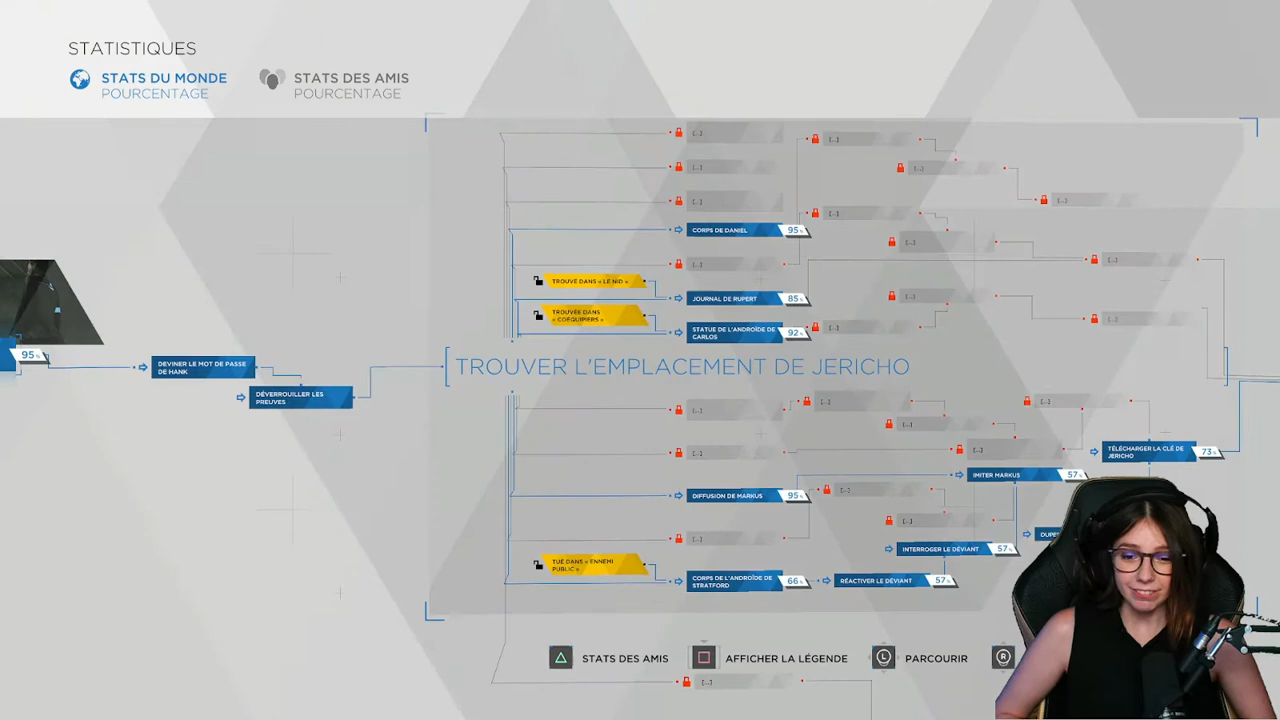 STATISTIQUES
STATS DU MONDE
POURCENTAGE
STATS DES AMIS
POURCENTAGE
[...]
[...]
[...]
[...]
[...]
[...]
CORPS DE DANIEL 95%
[...]
[...]
[...]
[...]
TROUVÉ DANS « LE NID »
JOURNAL DE RUPERT 85%
[...]
TROUVÉE DANS « COÉQUIPIERS »
STATUE DE L'ANDROÏDE DE CARLOS 92%
[...]
[...]
95%
DEVINER LE MOT DE PASSE DE HANK
DÉVERROUILLER LES PREUVES
TROUVER L'EMPLACEMENT DE JERICHO
[...]
[...]
[...]
[...]
[...]
[...]
TÉLÉCHARGER LA CLÉ DE JERICHO 73%
IMITER MARKUS 57%
DIFFUSION DE MARKUS 95%
[...]
[...]
[...]
INTERROGER LE DÉVIANT 57%
TUÉ DANS « ENNEMI PUBLIC »
CORPS DE L'ANDROÏDE DE STRATFORD 66%
RÉACTIVER LE DÉVIANT 57%
STATS DES AMIS
AFFICHER LA LÉGENDE
L
PARCOURIR
R
[...]